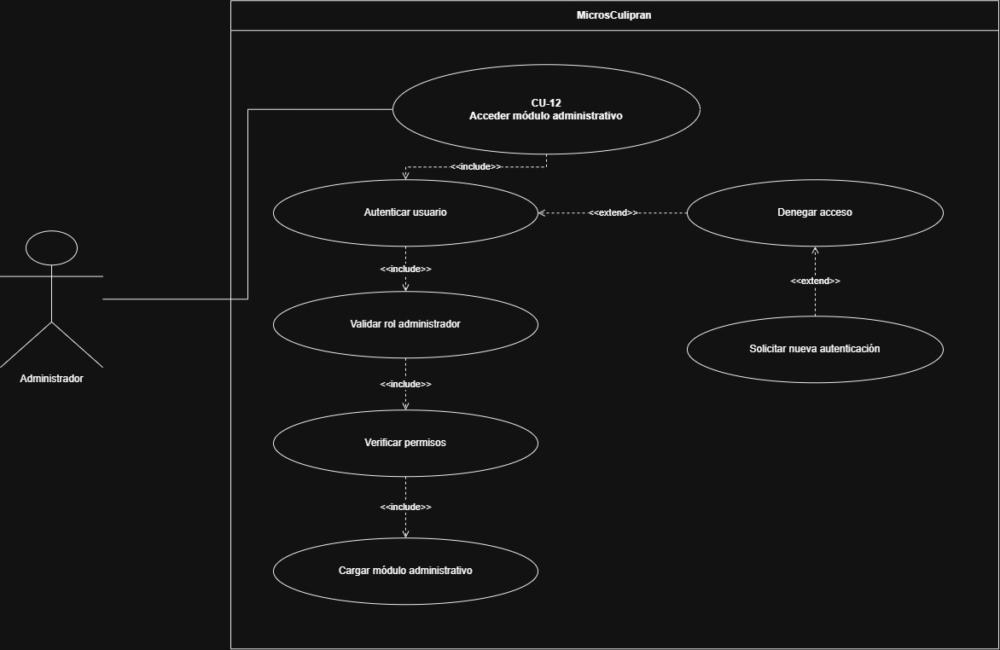 MicrosCulipran
CU-12
Acceder módulo administrativo
<<include>>
Autenticar usuario
<<extend>>
Denegar acceso
<<include>>
<<extend>>
Validar rol administrador
Solicitar nueva autenticación
Administrador
<<include>>
Verificar permisos
<<include>>
Cargar módulo administrativo